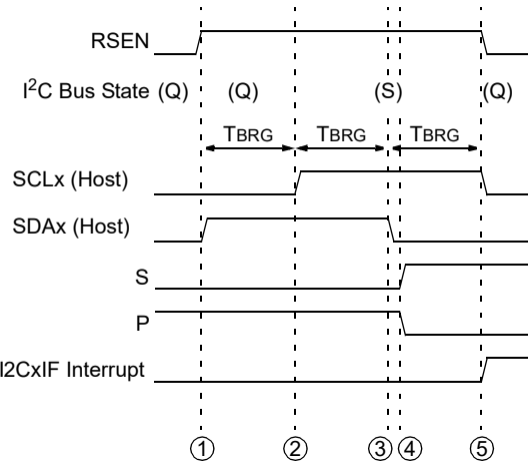 RSEN
I²C Bus State (Q) (Q) (S) (Q)
TBRG TBRG TBRG
SCLx (Host)
SDAx (Host)
S
P
I2CxIF Interrupt
① ② ③ ④ ⑤